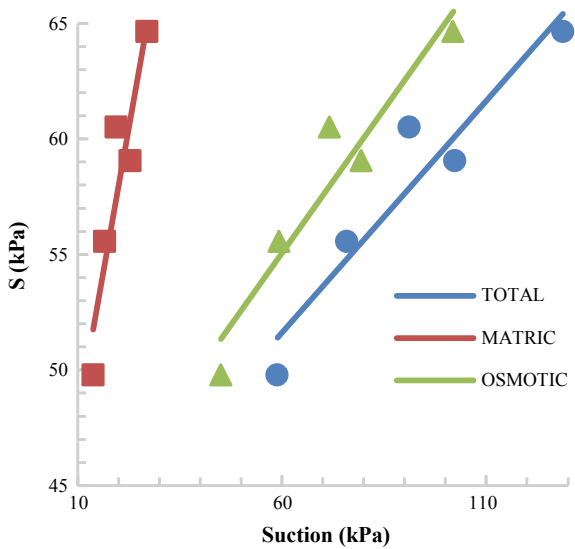 65
60
55
50
45
S (kPa)
TOTAL
MATRIC
OSMOTIC
10 60 110
Suction (kPa)